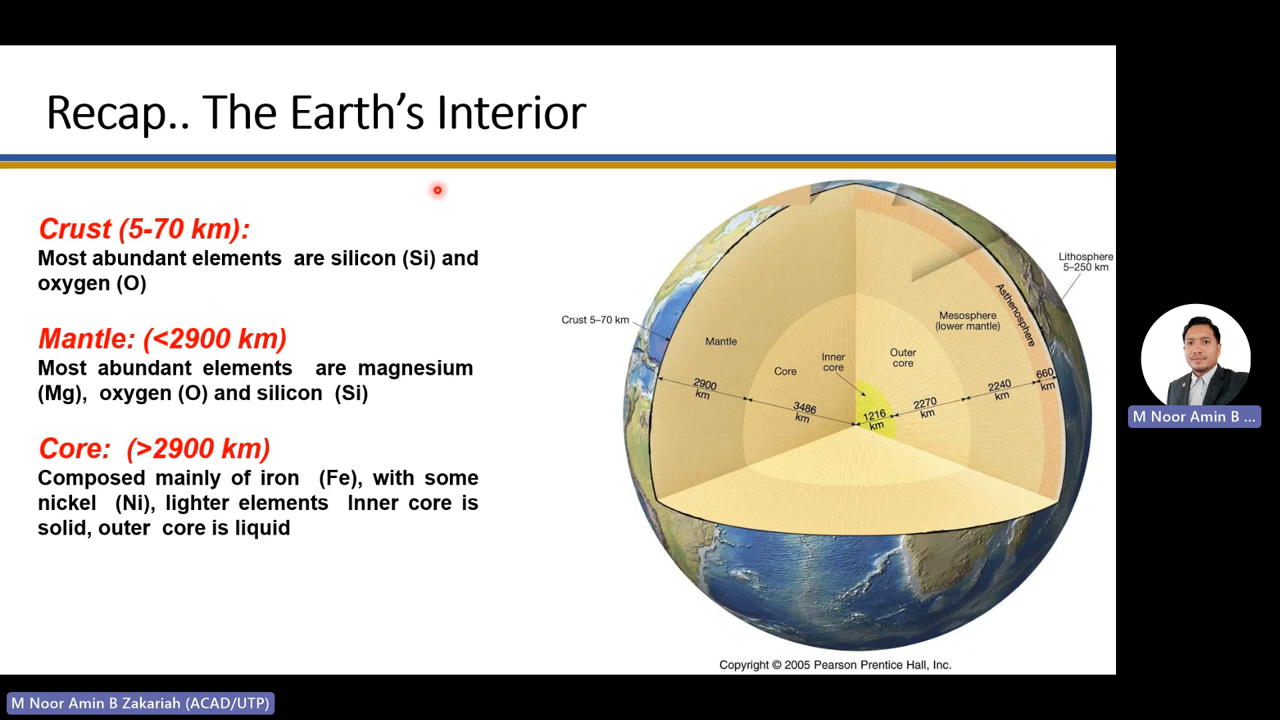 Recap.. The Earth's Interior
Crust (5-70 km):
Most abundant elements are silicon (Si) and
oxygen (O)
Mantle: (<2900 km)
Most abundant elements are magnesium
(Mg), oxygen (O) and silicon (Si)
Core: (>2900 km)
Composed mainly of iron (Fe), with some
nickel (Ni), lighter elements Inner core is
solid, outer core is liquid
Lithosphere
5–250 km
Asthenosphere
Crust 5–70 km
Mesosphere
(lower mantle)
Mantle
Inner
core
Outer
core
Core
2900
km
3486
km
1216
km
2270
km
2240
km
660
km
Copyright © 2005 Pearson Prentice Hall, Inc.
M Noor Amin B ...
M Noor Amin B Zakariah (ACAD/UTP)